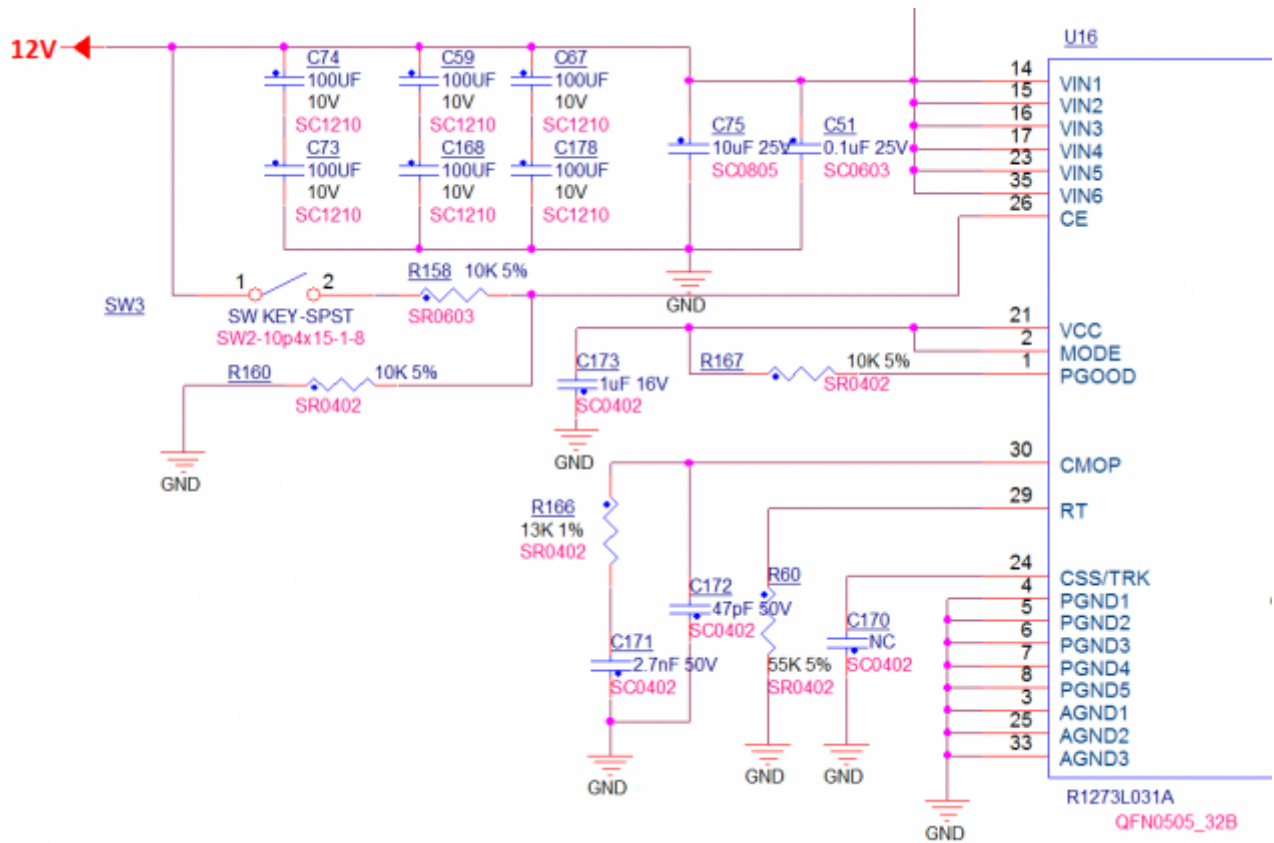 12V
C74
100UF
10V
SC1210
C59
100UF
10V
SC1210
C67
100UF
10V
SC1210
C73
100UF
10V
SC1210
C168
100UF
10V
SC1210
C178
100UF
10V
SC1210
C75
10uF 25V
SC0805
C51
0.1uF 25V
SC0603
GND
U16
14 VIN1
15 VIN2
16 VIN3
17 VIN4
23 VIN5
35 VIN6
26 CE
SW3
1 2
SW KEY-SPST
SW2-10p4x15-1-8
R158 10K 5%
SR0603
R160 10K 5%
SR0402
GND
C173
1uF 16V
SC0402
GND
R167 10K 5%
SR0402
21 VCC
2 MODE
1 PGOOD
30 CMOP
29 RT
R166
13K 1%
SR0402
C171
2.7nF 50V
SC0402
C172
47pF 50V
SC0402
GND
R60
55K 5%
SR0402
GND
C170
NC
SC0402
GND
24 CSS/TRK
4 PGND1
5 PGND2
6 PGND3
7 PGND4
8 PGND5
3 AGND1
25 AGND2
33 AGND3
GND
R1273L031A
QFN0505_32B